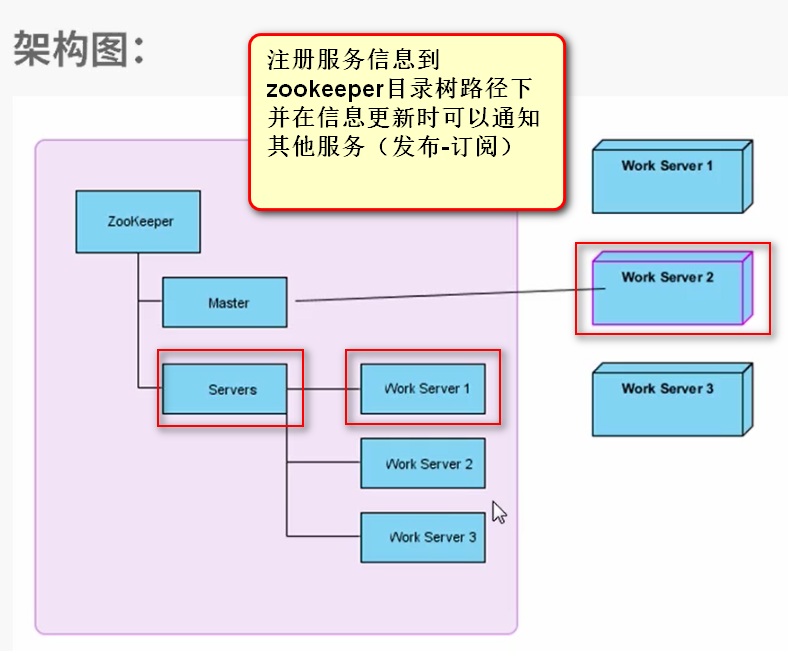 架构图：
注册服务信息到
zookeeper目录树路径下
并在信息更新时可以通知
其他服务（发布-订阅）
ZooKeeper
Master
Servers
Work Server 1
Work Server 2
Work Server 3
Work Server 1
Work Server 2
Work Server 3